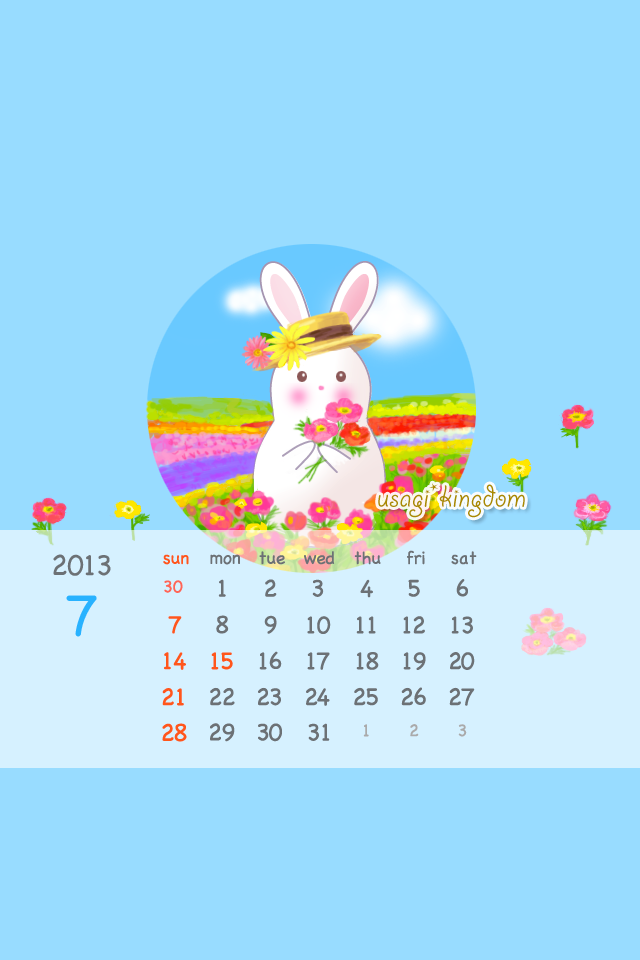 usagi kingdom
2013
7
sun mon tue wed thu fri sat
30 1 2 3 4 5 6
7 8 9 10 11 12 13
14 15 16 17 18 19 20
21 22 23 24 25 26 27
28 29 30 31 1 2 3